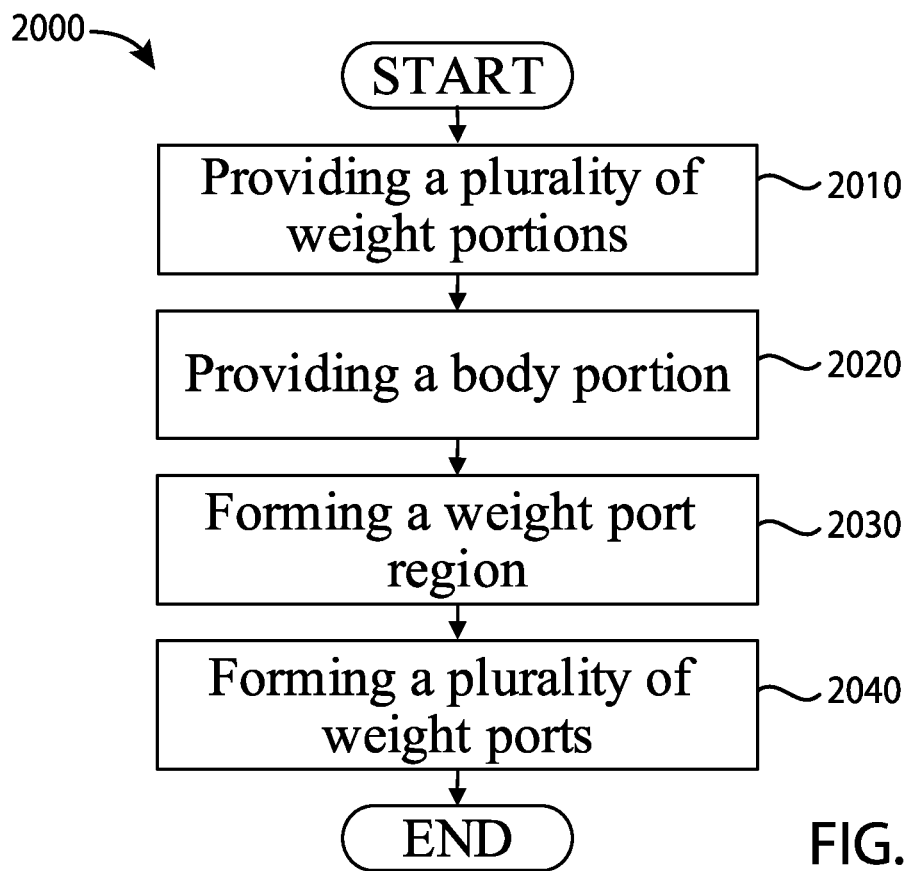 2000
START
Providing a plurality of
weight portions
2010
Providing a body portion
2020
Forming a weight port
region
2030
Forming a plurality of
weight ports
2040
END
FIG.